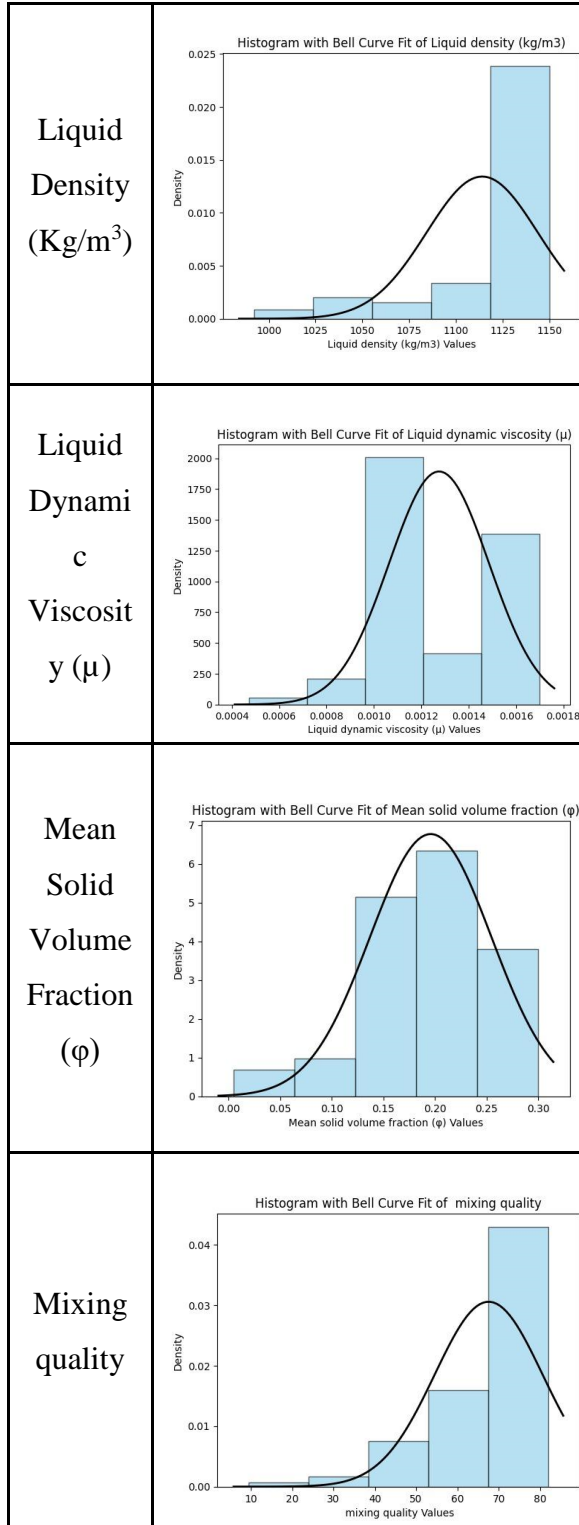 Liquid
Density
(Kg/m³)
Histogram with Bell Curve Fit of Liquid density (kg/m3)
0.025
0.020
0.015
0.010
0.005
0.000
Density
1000 1025 1050 1075 1100 1125 1150
Liquid density (kg/m3) Values
Liquid
Dynami
c
Viscosit
y (μ)
Histogram with Bell Curve Fit of Liquid dynamic viscosity (μ)
2000
1750
1500
1250
1000
750
500
250
0
Density
0.0004 0.0006 0.0008 0.0010 0.0012 0.0014 0.0016 0.0018
Liquid dynamic viscosity (μ) Values
Mean
Solid
Volume
Fraction
(φ)
Histogram with Bell Curve Fit of Mean solid volume fraction (φ)
7
6
5
4
3
2
1
0
Density
0.00 0.05 0.10 0.15 0.20 0.25 0.30
Mean solid volume fraction (φ) Values
Mixing
quality
Histogram with Bell Curve Fit of mixing quality
0.04
0.03
0.02
0.01
0.00
Density
10 20 30 40 50 60 70 80
mixing quality Values